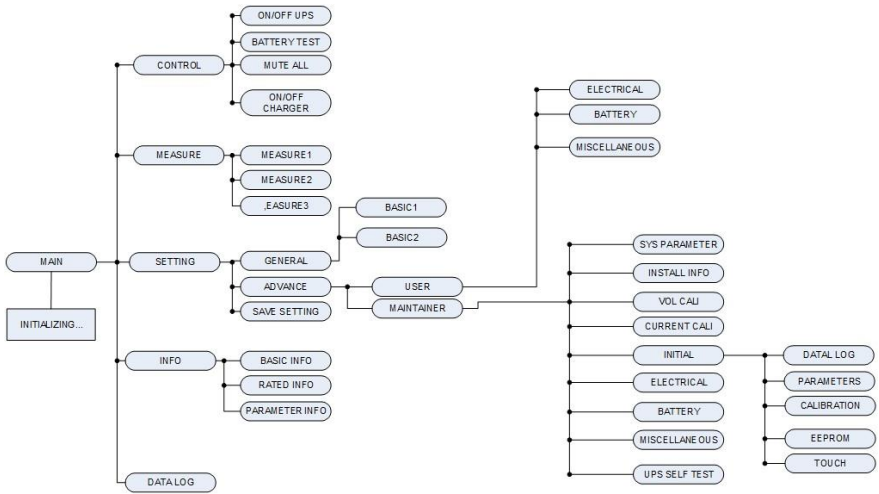 ON/OFF UPS
BATTERY TEST
CONTROL
MUTE ALL
ON/OFF
CHARGER
ELECTRICAL
BATTERY
MISCELLANEOUS
MEASURE
MEASURE1
MEASURE2
,EASURE3
BASIC1
BASIC2
MAIN
INITIALIZING...
SETTING
GENERAL
ADVANCE
SAVE SETTING
USER
MAINTAINER
SYS PARAMETER
INSTALL INFO
VOL CALI
CURRENT CALI
INITIAL
ELECTRICAL
BATTERY
MISCELLANEOUS
UPS SELF TEST
DATAL LOG
PARAMETERS
CALIBRATION
EEPROM
TOUCH
INFO
BASIC INFO
RATED INFO
PARAMETER INFO
DATA LOG